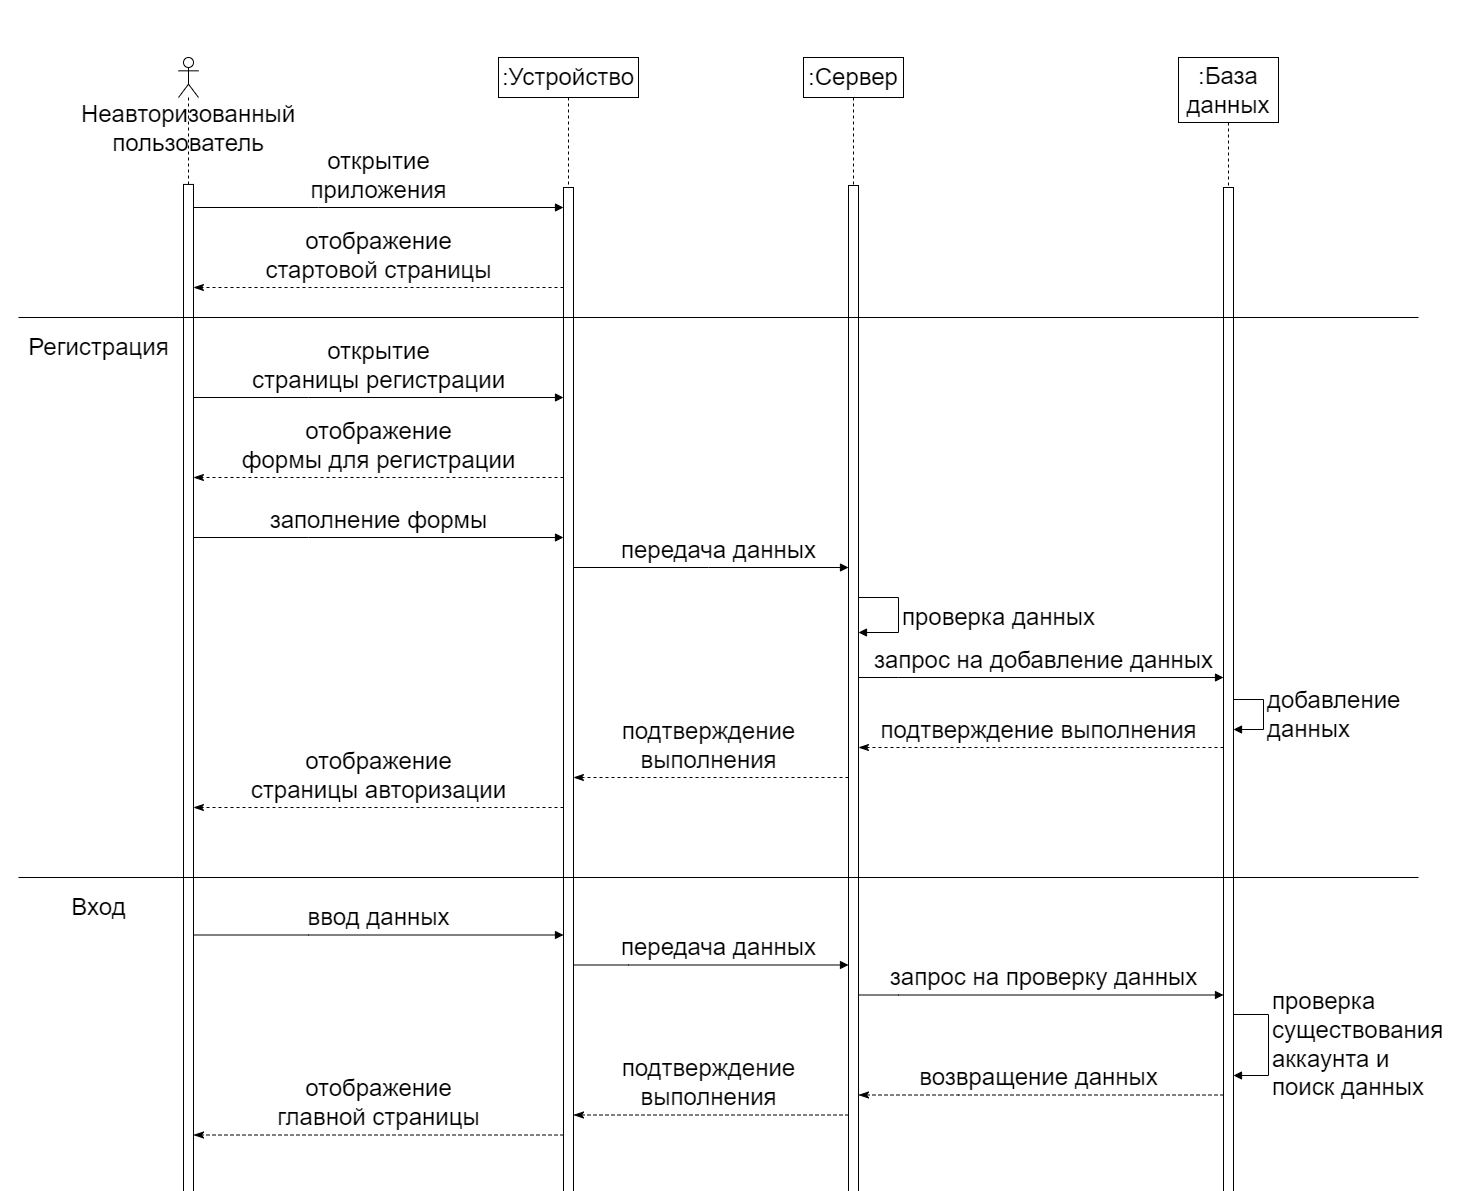 :Устройство
:Сервер
:База
данных
Неавторизованный
пользователь
открытие
приложения
отображение
стартовой страницы
Регистрация
открытие
страницы регистрации
отображение
формы для регистрации
заполнение формы
передача данных
проверка данных
запрос на добавление данных
добавление
данных
подтверждение выполнения
подтверждение
выполнения
отображение
страницы авторизации
Вход
ввод данных
передача данных
запрос на проверку данных
проверка
существования
аккаунта и
поиск данных
возвращение данных
подтверждение
выполнения
отображение
главной страницы